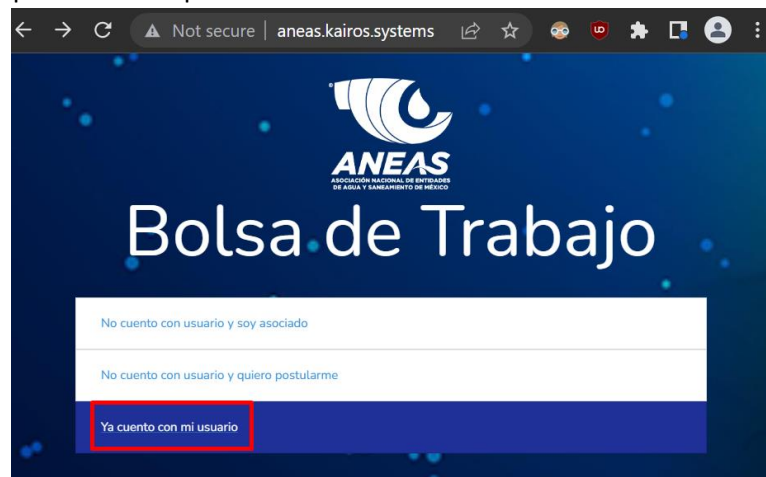 Not secure | aneas.kairos.systems
ANEAS
ASOCIACIÓN NACIONAL DE ENTIDADES
DE AGUA Y SANEAMIENTO DE MÉXICO
Bolsa de Trabajo
No cuento con usuario y soy asociado
No cuento con usuario y quiero postularme
Ya cuento con mi usuario